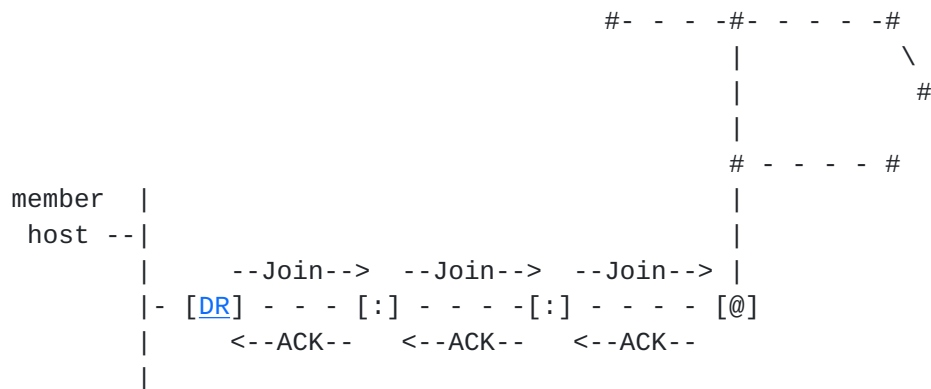 #- - - -#- - - - -#
|          \
|           #
|
# - - - - #
member  |                                  |
host --|                                  |
|     --Join-->  --Join-->  --Join--> |
|- [DR] - - - [:] - - - -[:] - - - - [@]
|     <--ACK--   <--ACK--   <--ACK--
|